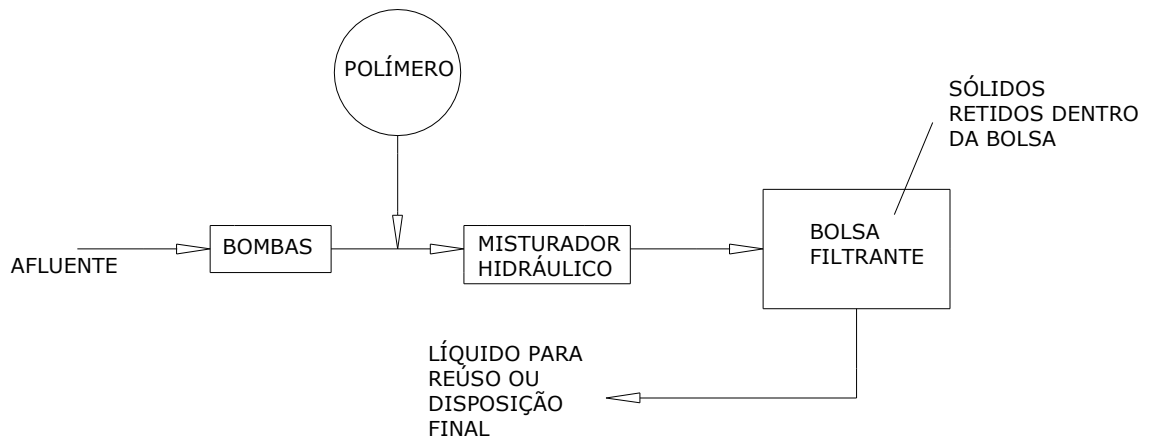 POLÍMERO
SÓLIDOS
RETIDOS DENTRO
DA BOLSA
AFLUENTE
BOMBAS
MISTURADOR
HIDRÁULICO
BOLSA
FILTRANTE
LÍQUIDO PARA
REÚSO OU
DISPOSIÇÃO
FINAL